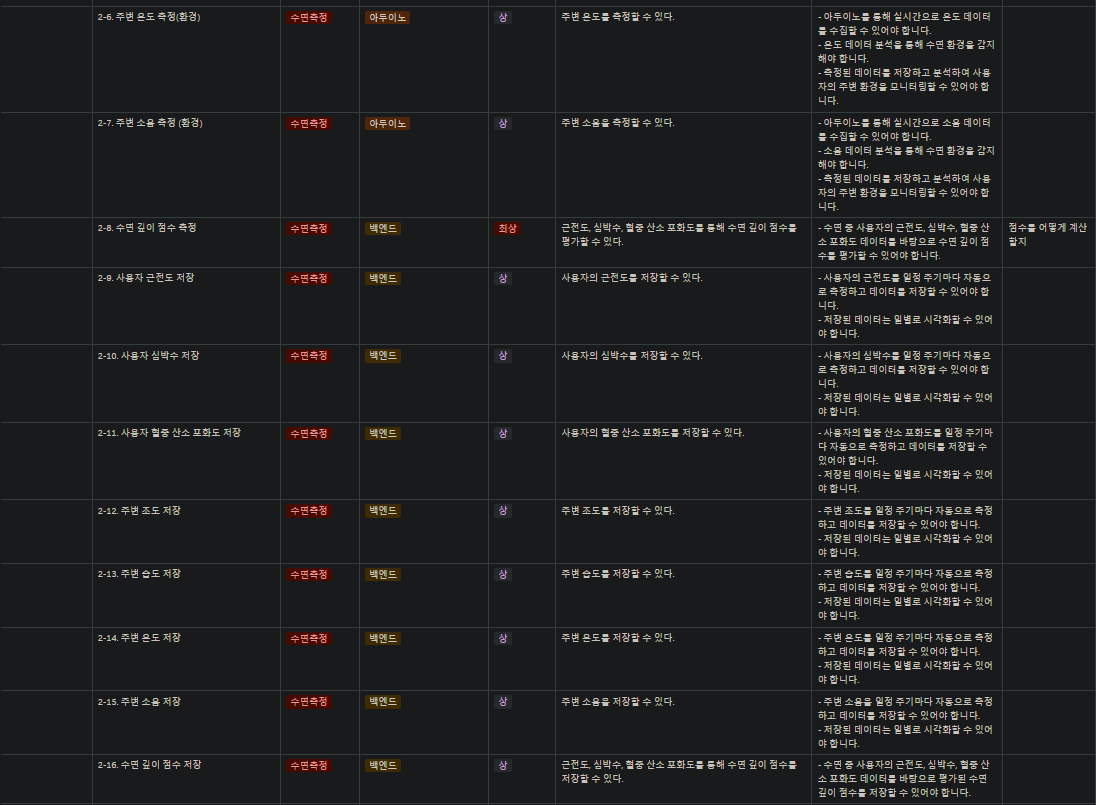 2-6. 주변 온도 측정(환경) 수면측정 아두이노 상 주변 온도를 측정할 수 있다. - 아두이노를 통해 실시간으로 온도 데이터
를 수집할 수 있어야 합니다.
- 온도 데이터 분석을 통해 수면 환경을 감지
해야 합니다.
- 측정된 데이터를 저장하고 분석하여 사용
자의 주변 환경을 모니터링할 수 있어야 합
니다.
2-7. 주변 소음 측정 (환경) 수면측정 아두이노 상 주변 소음을 측정할 수 있다. - 아두이노를 통해 실시간으로 소음 데이터
를 수집할 수 있어야 합니다.
- 소음 데이터 분석을 통해 수면 환경을 감지
해야 합니다.
- 측정된 데이터를 저장하고 분석하여 사용
자의 주변 환경을 모니터링할 수 있어야 합
니다.
2-8. 수면 깊이 점수 측정 수면측정 백엔드 최상 근전도, 심박수, 혈중 산소 포화도를 통해 수면 깊이 점수를 - 수면 중 사용자의 근전도, 심박수, 혈중 산 점수를 어떻게 계산
평가할 수 있다. 소 포화도 데이터를 바탕으로 수면 깊이 점 할지
수를 평가할 수 있어야 합니다.
2-9. 사용자 근전도 저장 수면측정 백엔드 상 사용자의 근전도를 저장할 수 있다. - 사용자의 근전도를 일정 주기마다 자동으
로 측정하고 데이터를 저장할 수 있어야 합
니다.
- 저장된 데이터는 일별로 시각화할 수 있어
야 합니다.
2-10. 사용자 심박수 저장 수면측정 백엔드 상 사용자의 심박수를 저장할 수 있다. - 사용자의 심박수를 일정 주기마다 자동으
로 측정하고 데이터를 저장할 수 있어야 합
니다.
- 저장된 데이터는 일별로 시각화할 수 있어
야 합니다.
2-11. 사용자 혈중 산소 포화도 저장 수면측정 백엔드 상 사용자의 혈중 산소 포화도를 저장할 수 있다. - 사용자의 혈중 산소 포화도를 일정 주기마
다 자동으로 측정하고 데이터를 저장할 수
있어야 합니다.
- 저장된 데이터는 일별로 시각화할 수 있어
야 합니다.
2-12. 주변 조도 저장 수면측정 백엔드 상 주변 조도를 저장할 수 있다. - 주변 조도를 일정 주기마다 자동으로 측정
하고 데이터를 저장할 수 있어야 합니다.
- 저장된 데이터는 일별로 시각화할 수 있어
야 합니다.
2-13. 주변 습도 저장 수면측정 백엔드 상 주변 습도를 저장할 수 있다. - 주변 습도를 일정 주기마다 자동으로 측정
하고 데이터를 저장할 수 있어야 합니다.
- 저장된 데이터는 일별로 시각화할 수 있어
야 합니다.
2-14. 주변 온도 저장 수면측정 백엔드 상 주변 온도를 저장할 수 있다. - 주변 온도를 일정 주기마다 자동으로 측정
하고 데이터를 저장할 수 있어야 합니다.
- 저장된 데이터는 일별로 시각화할 수 있어
야 합니다.
2-15. 주변 소음 저장 수면측정 백엔드 상 주변 소음을 저장할 수 있다. - 주변 소음을 일정 주기마다 자동으로 측정
하고 데이터를 저장할 수 있어야 합니다.
- 저장된 데이터는 일별로 시각화할 수 있어
야 합니다.
2-16. 수면 깊이 점수 저장 수면측정 백엔드 상 근전도, 심박수, 혈중 산소 포화도를 통해 수면 깊이 점수를 - 수면 중 사용자의 근전도, 심박수, 혈중 산
저장할 수 있다. 소 포화도 데이터를 바탕으로 평가된 수면
깊이 점수를 저장할 수 있어야 합니다.